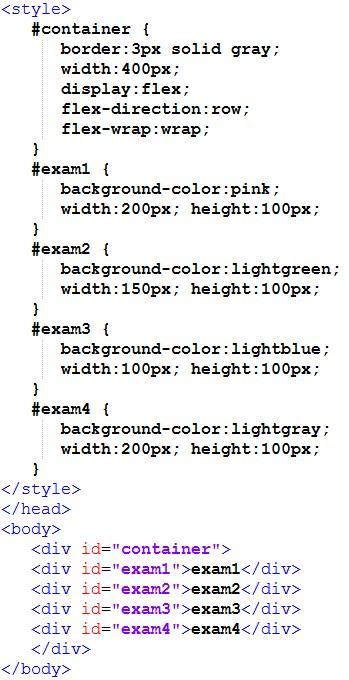 <style>
#container {
border:3px solid gray;
width:400px;
display:flex;
flex-direction:row;
flex-wrap:wrap;
}
#exam1 {
background-color:pink;
width:200px; height:100px;
}
#exam2 {
background-color:lightgreen;
width:150px; height:100px;
}
#exam3 {
background-color:lightblue;
width:100px; height:100px;
}
#exam4 {
background-color:lightgray;
width:200px; height:100px;
}
</style>
</head>
<body>
<div id="container">
<div id="exam1">exam1</div>
<div id="exam2">exam2</div>
<div id="exam3">exam3</div>
<div id="exam4">exam4</div>
</div>
</body>